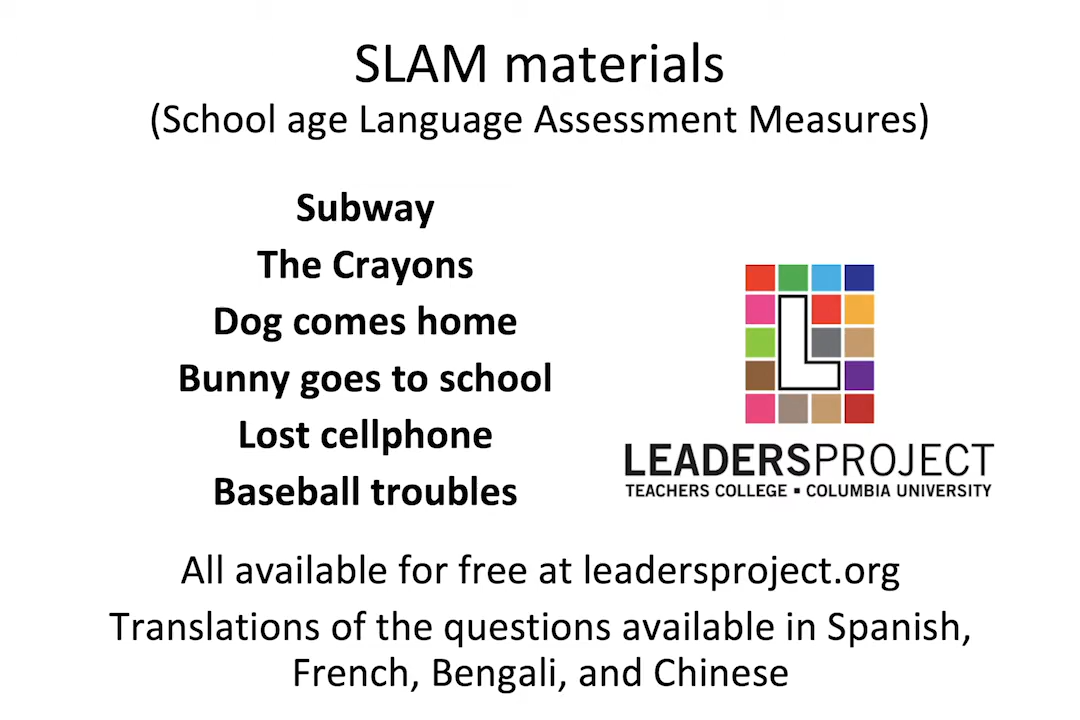 SLAM materials
(School age Language Assessment Measures)
Subway
The Crayons
Dog comes home
Bunny goes to school
Lost cellphone
Baseball troubles
L
LEADERSPROJECT
TEACHERS COLLEGE ▪ COLUMBIA UNIVERSITY
All available for free at leadersproject.org
Translations of the questions available in Spanish,
French, Bengali, and Chinese